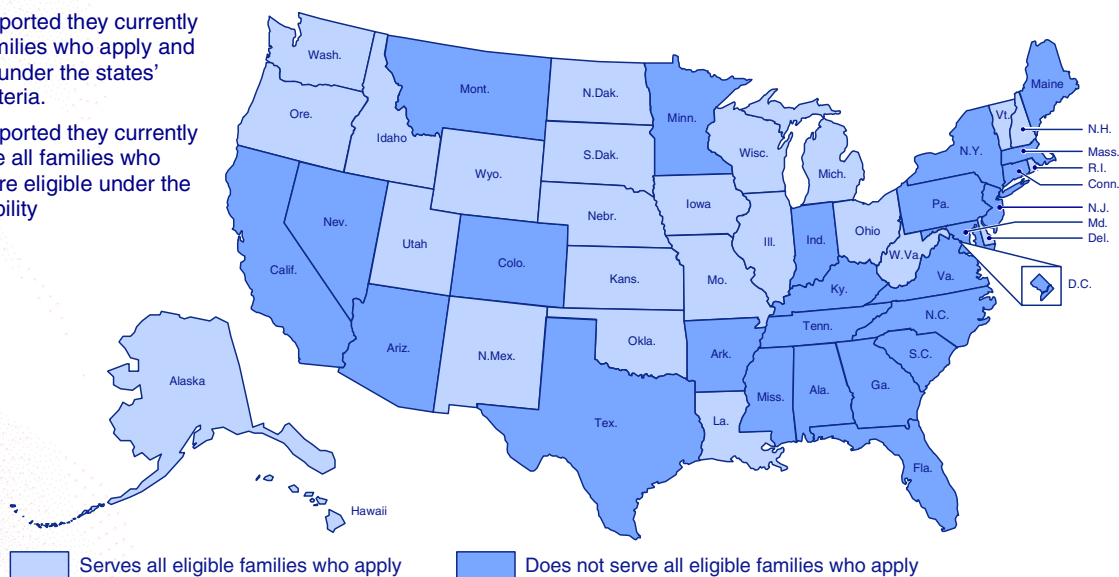 ported they currently
milies who apply and
under the states’
teria.
ported they currently
e all families who
re eligible under the
bility
Wash.
Ore.
Idaho
Mont.
N.Dak.
Minn.
S.Dak.
Wyo.
Wisc.
Mich.
Vt.
Maine
N.H.
Mass.
R.I.
Conn.
N.J.
Md.
Del.
D.C.
N.Y.
Pa.
Nev.
Utah
Colo.
Nebr.
Iowa
Ill.
Ind.
Ohio
W.Va.
Va.
Calif.
Kans.
Mo.
Ky.
N.C.
Tenn.
S.C.
Ariz.
N.Mex.
Okla.
Ark.
Miss.
Ala.
Ga.
Tex.
La.
Fla.
Alaska
Hawaii
Serves all eligible families who apply
Does not serve all eligible families who apply